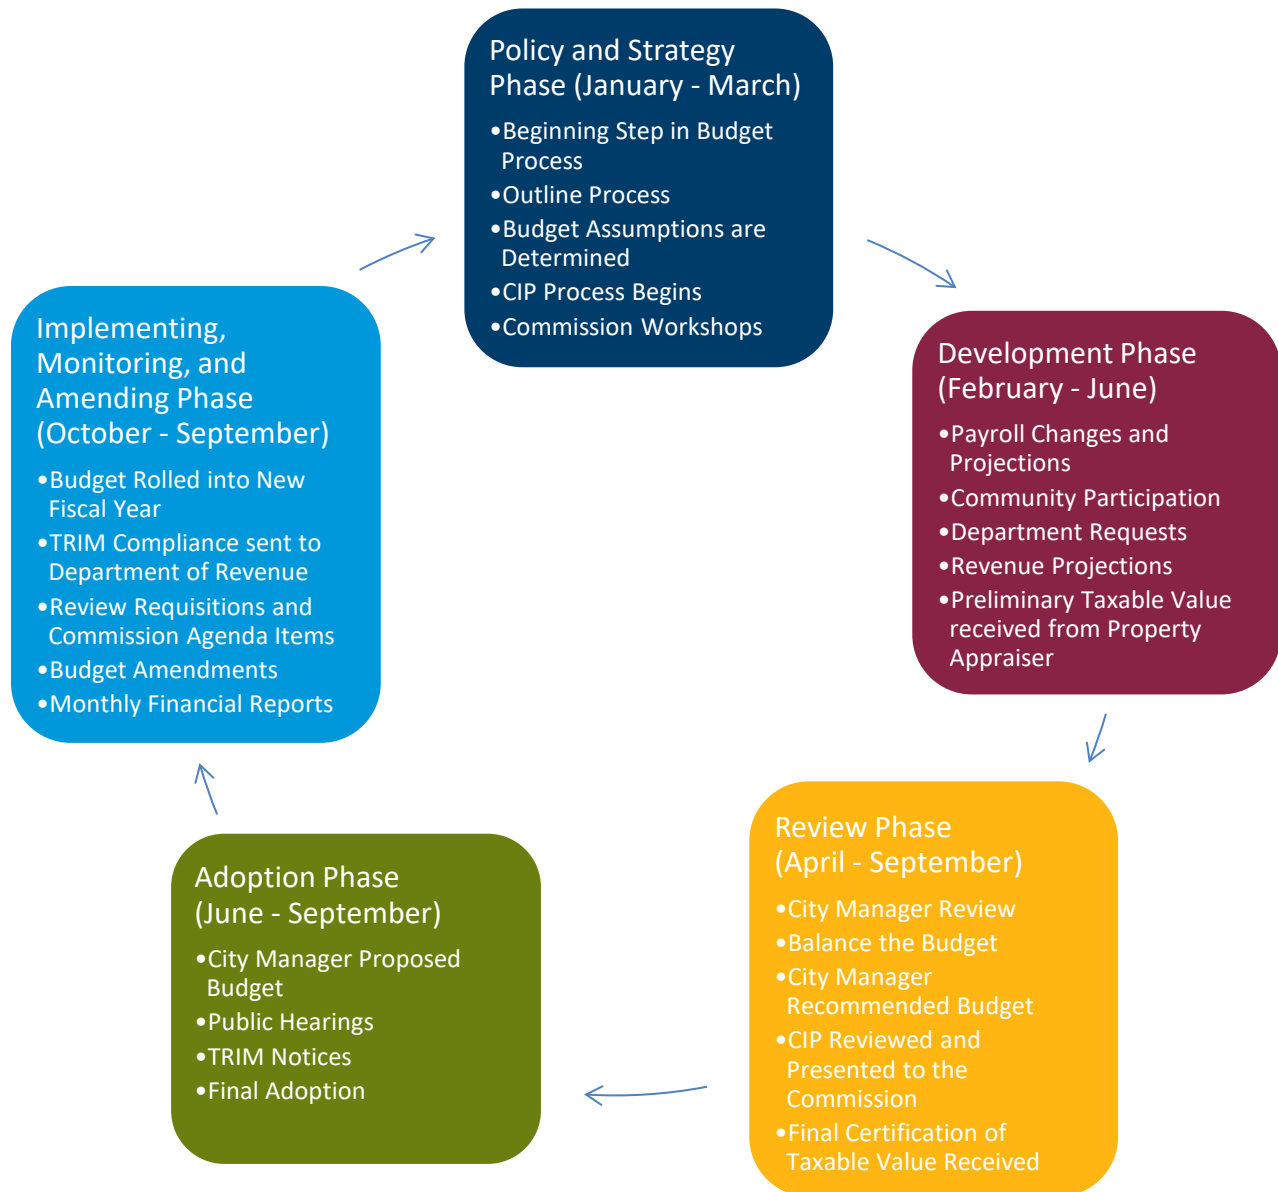 Policy and Strategy
Phase (January - March)
•Beginning Step in Budget
Process
•Outline Process
•Budget Assumptions are
Determined
•CIP Process Begins
•Commission Workshops
Development Phase
(February - June)
•Payroll Changes and
Projections
•Community Participation
•Department Requests
•Revenue Projections
•Preliminary Taxable Value
received from Property
Appraiser
Review Phase
(April - September)
•City Manager Review
•Balance the Budget
•City Manager
Recommended Budget
•CIP Reviewed and
Presented to the
Commission
•Final Certification of
Taxable Value Received
Adoption Phase
(June - September)
•City Manager Proposed
Budget
•Public Hearings
•TRIM Notices
•Final Adoption
Implementing,
Monitoring, and
Amending Phase
(October - September)
•Budget Rolled into New
Fiscal Year
•TRIM Compliance sent to
Department of Revenue
•Review Requisitions and
Commission Agenda Items
•Budget Amendments
•Monthly Financial Reports